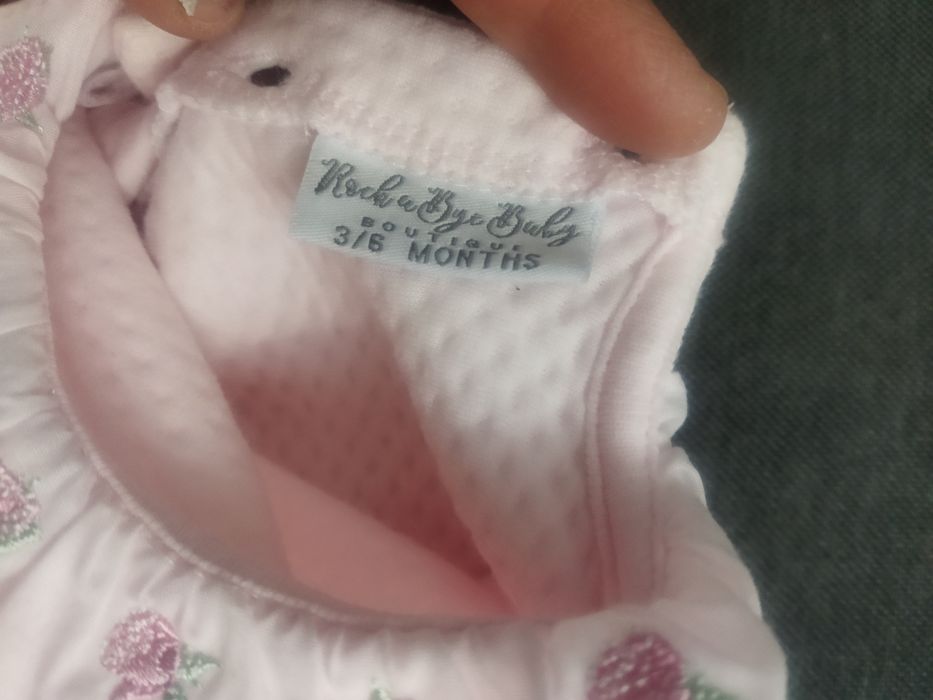 Rock a Bye Baby
BOUTIQUE
3/6 MONTHS